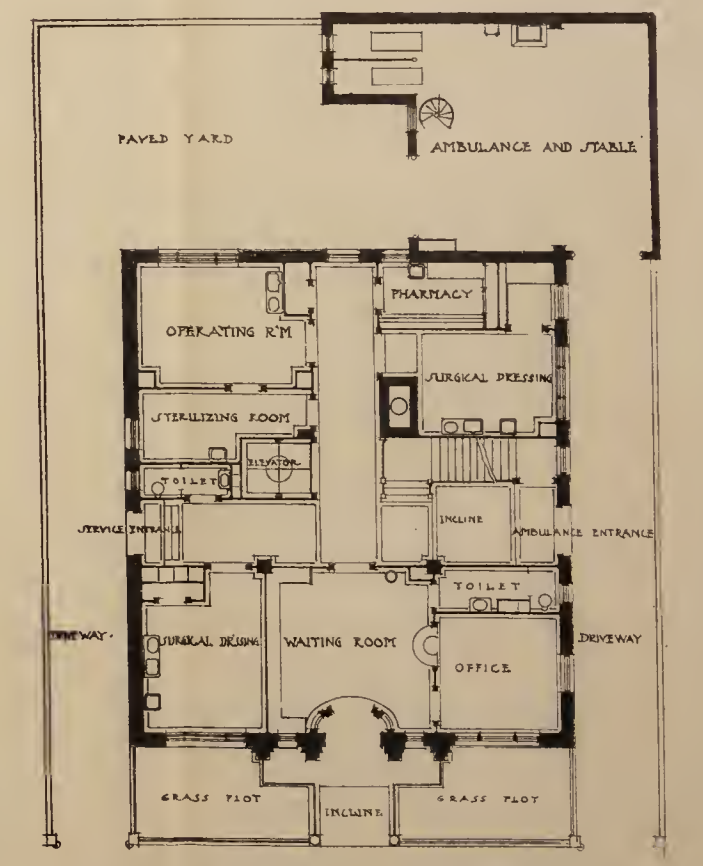 PAVED YARD
AMBULANCE AND STABLE
PHARMACY
OPERATING R'M
SURGICAL DRESSING
STERILIZING ROOM
ELEVATOR
TOILET
SERVICE ENTRANCE
INCLINE
AMBULANCE ENTRANCE
TOILET
DRIVEWAY.
SURGICAL DRESSING
WAITING ROOM
DRIVEWAY
OFFICE
GRASS PLOT
INCLINE
GRASS PLOT